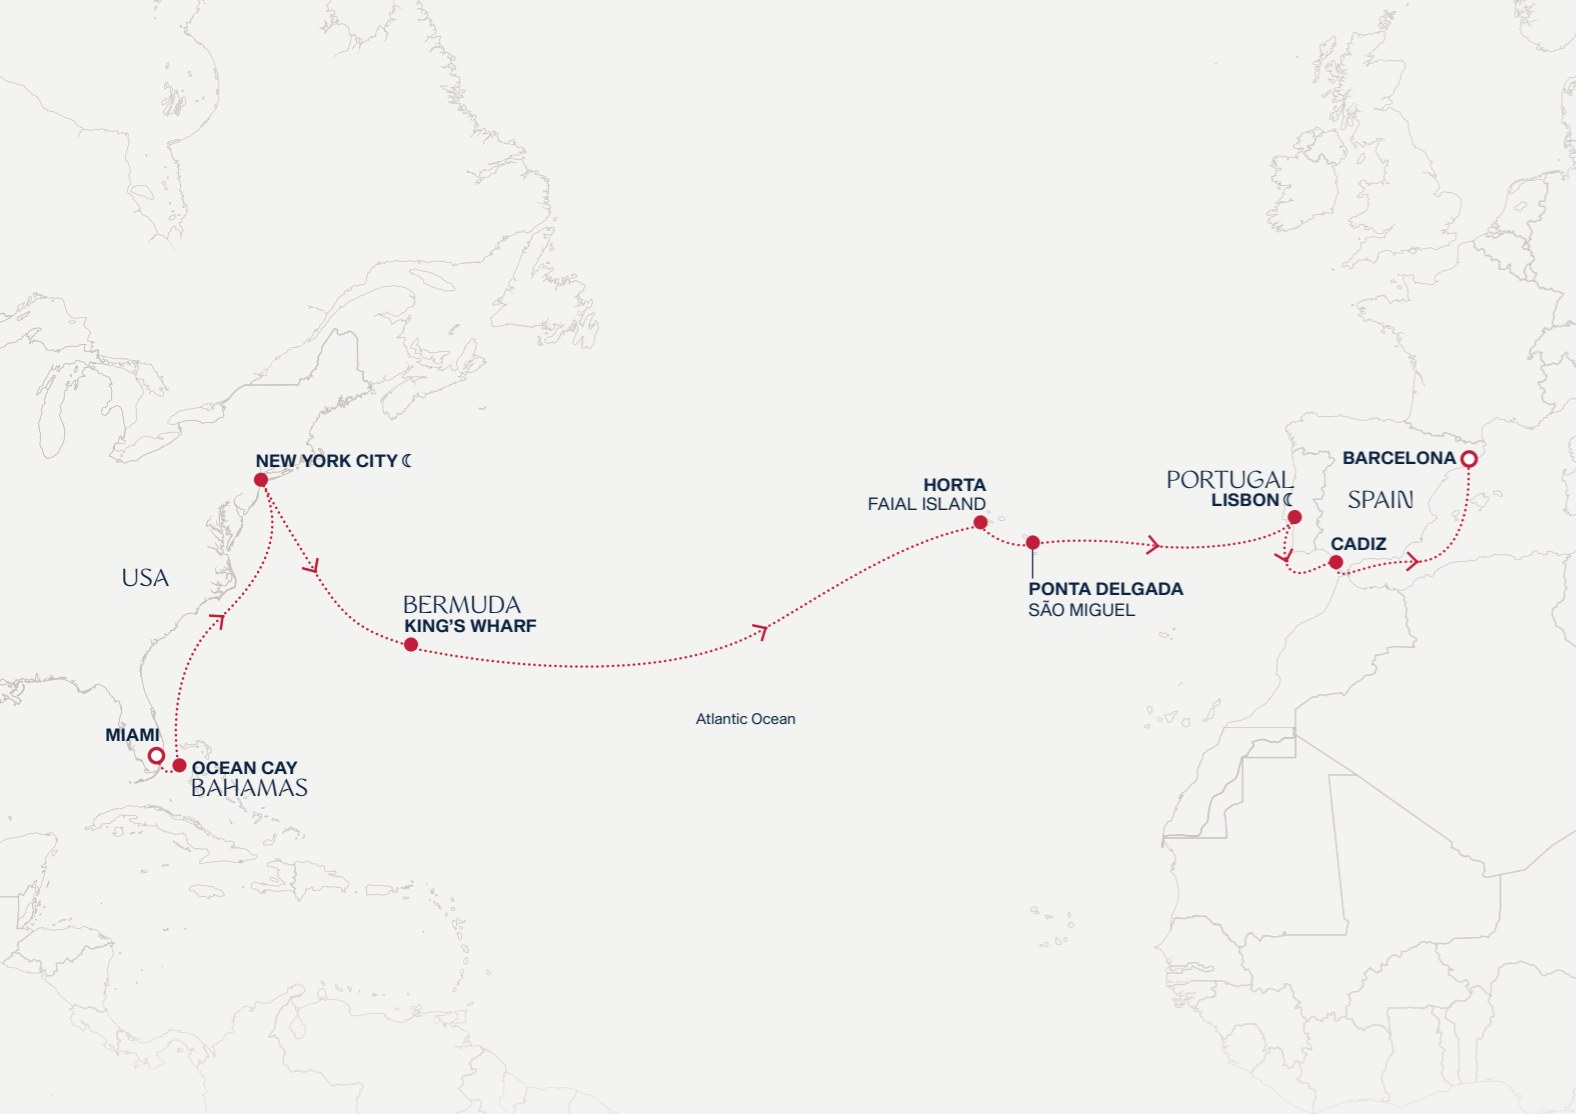 NEW YORK CITY ☾
BARCELONA
PORTUGAL
LISBON ☾
SPAIN
HORTA
FAIAL ISLAND
CADIZ
USA
PONTA DELGADA
SÃO MIGUEL
BERMUDA
KING'S WHARF
Atlantic Ocean
MIAMI
OCEAN CAY
BAHAMAS